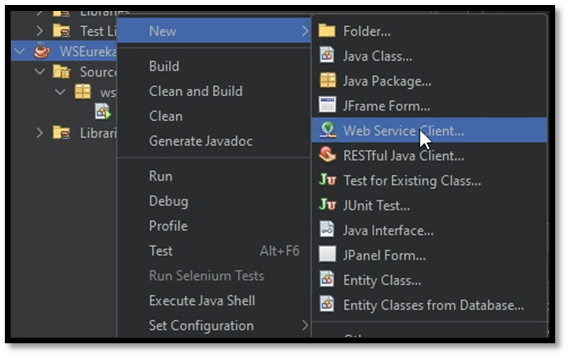 Libraries
Test Li
WSEureka
Source
ws
Librari
New
Build
Clean and Build
Clean
Generate Javadoc
Run
Debug
Profile
Test Alt+F6
Run Selenium Tests
Execute Java Shell
Set Configuration
Folder...
Java Class...
Java Package...
JFrame Form...
Web Service Client...
RESTful Java Client...
Test for Existing Class...
JUnit Test...
Java Interface...
JPanel Form...
Entity Class...
Entity Classes from Database...